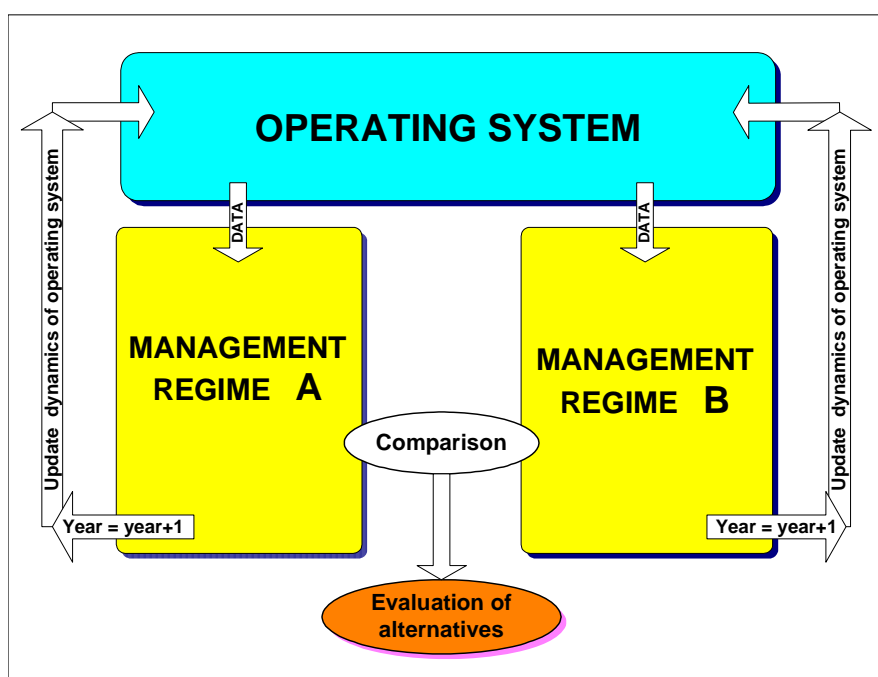 OPERATING SYSTEM
DATA
DATA
Update dynamics of operating system
Update dynamics of operating system
MANAGEMENT
REGIME A
MANAGEMENT
REGIME B
Comparison
Year = year+1
Year = year+1
Evaluation of
alternatives